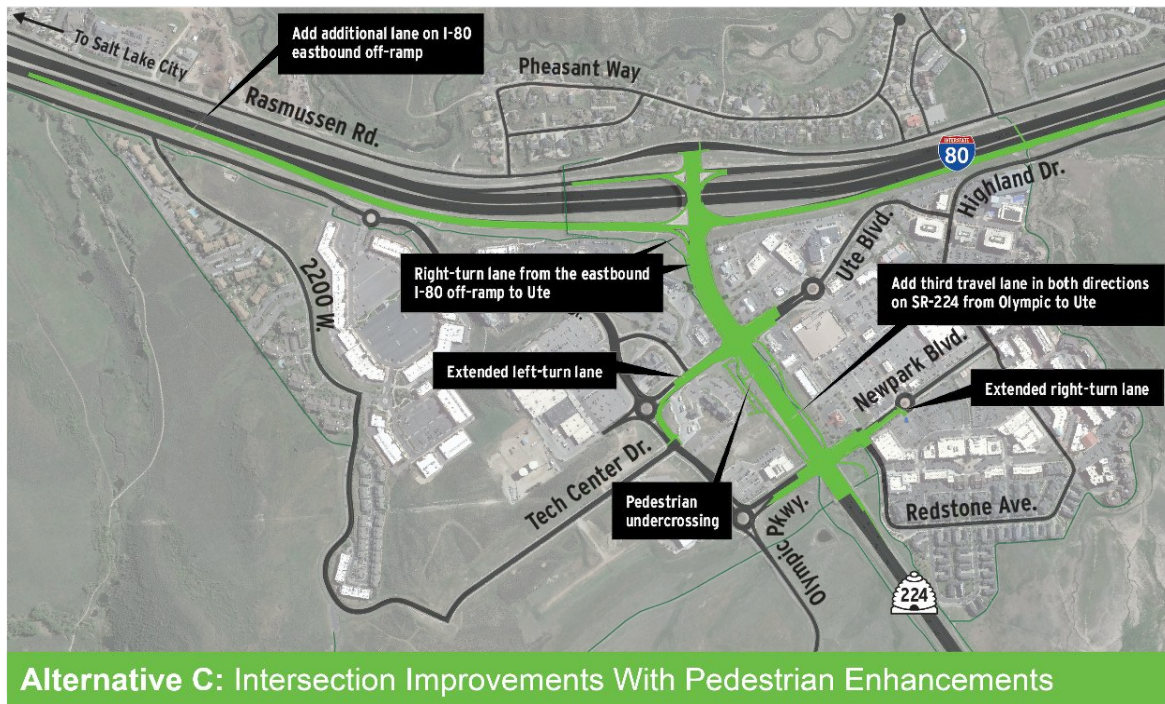 To Salt Lake City
Add additional lane on I-80
eastbound off-ramp
Pheasant Way
Rasmussen Rd.
INTERSTATE
80
Highland Dr.
Ute Blvd.
2200 W.
Right-turn lane from the eastbound
I-80 off-ramp to Ute
Add third travel lane in both directions
on SR-224 from Olympic to Ute
Extended left-turn lane
Newpark Blvd.
Extended right-turn lane
Tech Center Dr.
Pedestrian
undercrossing
Olympic Pkwy.
Redstone Ave.
224
Alternative C: Intersection Improvements With Pedestrian Enhancements